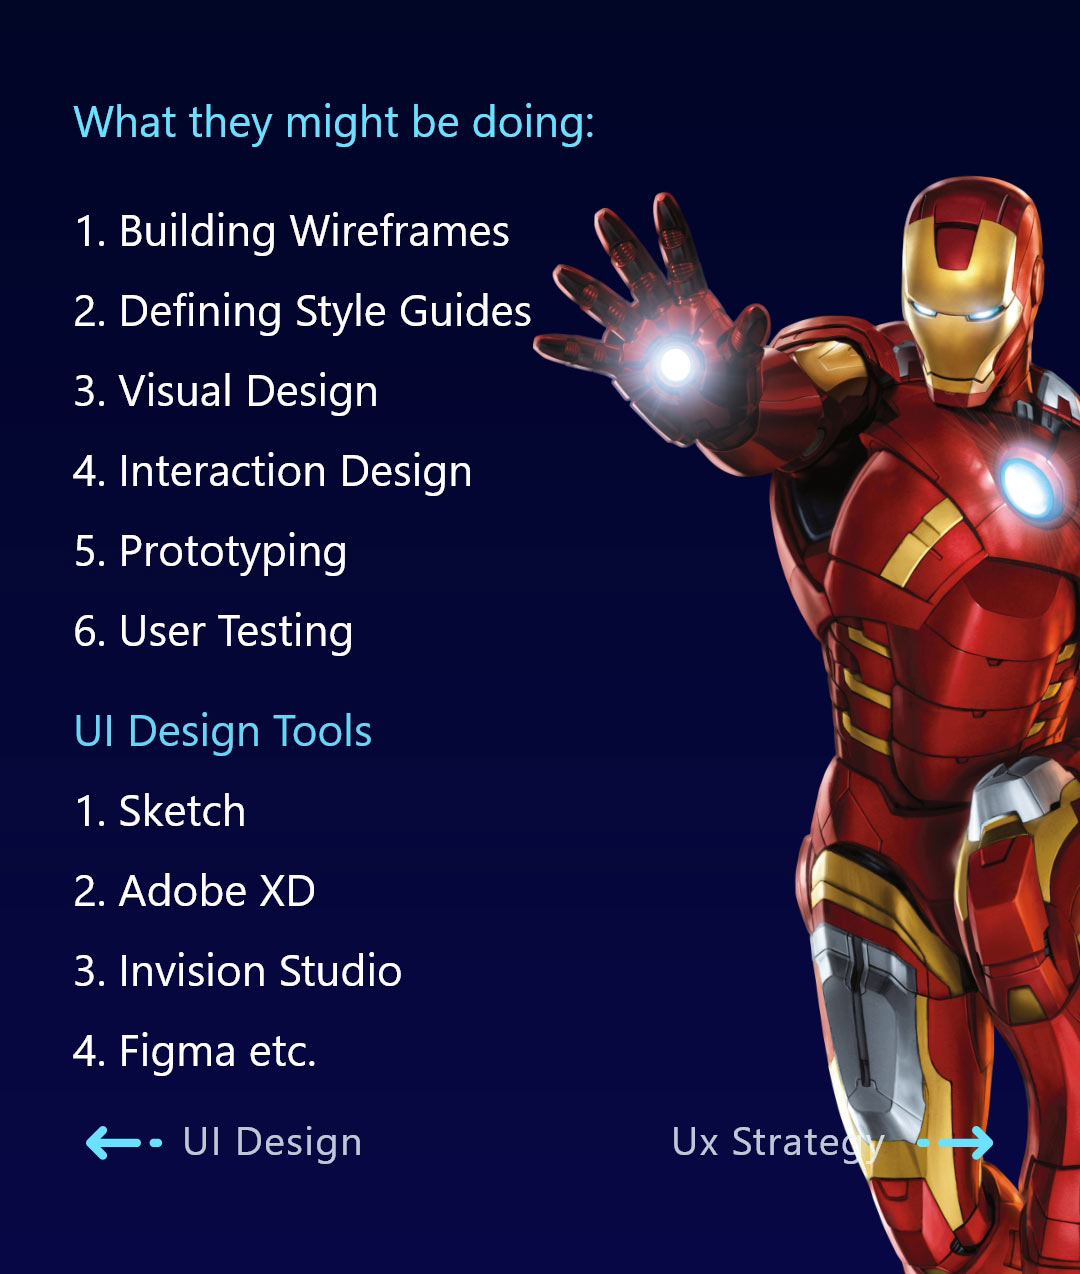 What they might be doing:
1. Building Wireframes
2. Defining Style Guides
3. Visual Design
4. Interaction Design
5. Prototyping
6. User Testing
UI Design Tools
1. Sketch
2. Adobe XD
3. Invision Studio
4. Figma etc.
UI Design
Ux Strategy